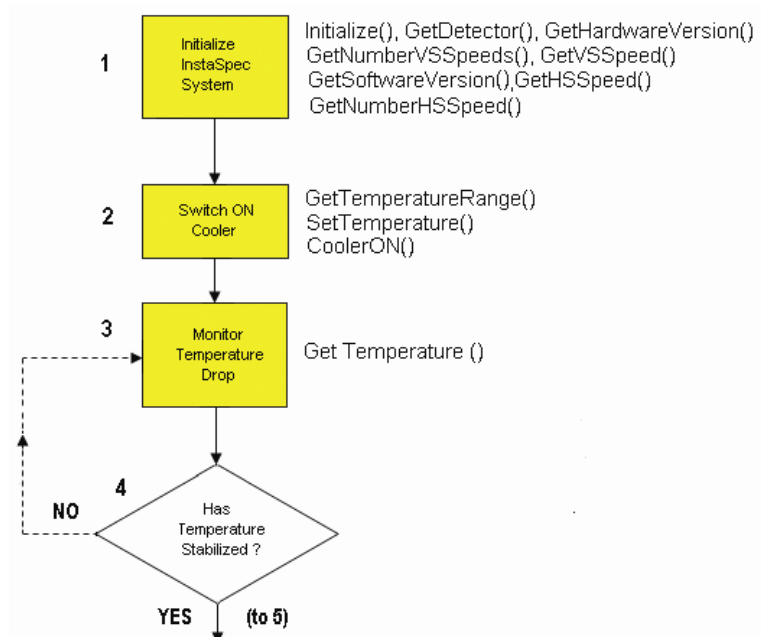 1
Initialize
InstaSpec
System
Initialize(), GetDetector(), GetHardwareVersion()
GetNumberVSSpeeds(), GetVSSpeed()
GetSoftwareVersion(),GetHSSpeed()
GetNumberHSSpeed()
2
Switch ON
Cooler
GetTemperatureRange()
SetTemperature()
CoolerON()
3
Monitor
Temperature
Drop
Get Temperature ()
4
NO
Has
Temperature
Stabilized ?
YES (to 5)